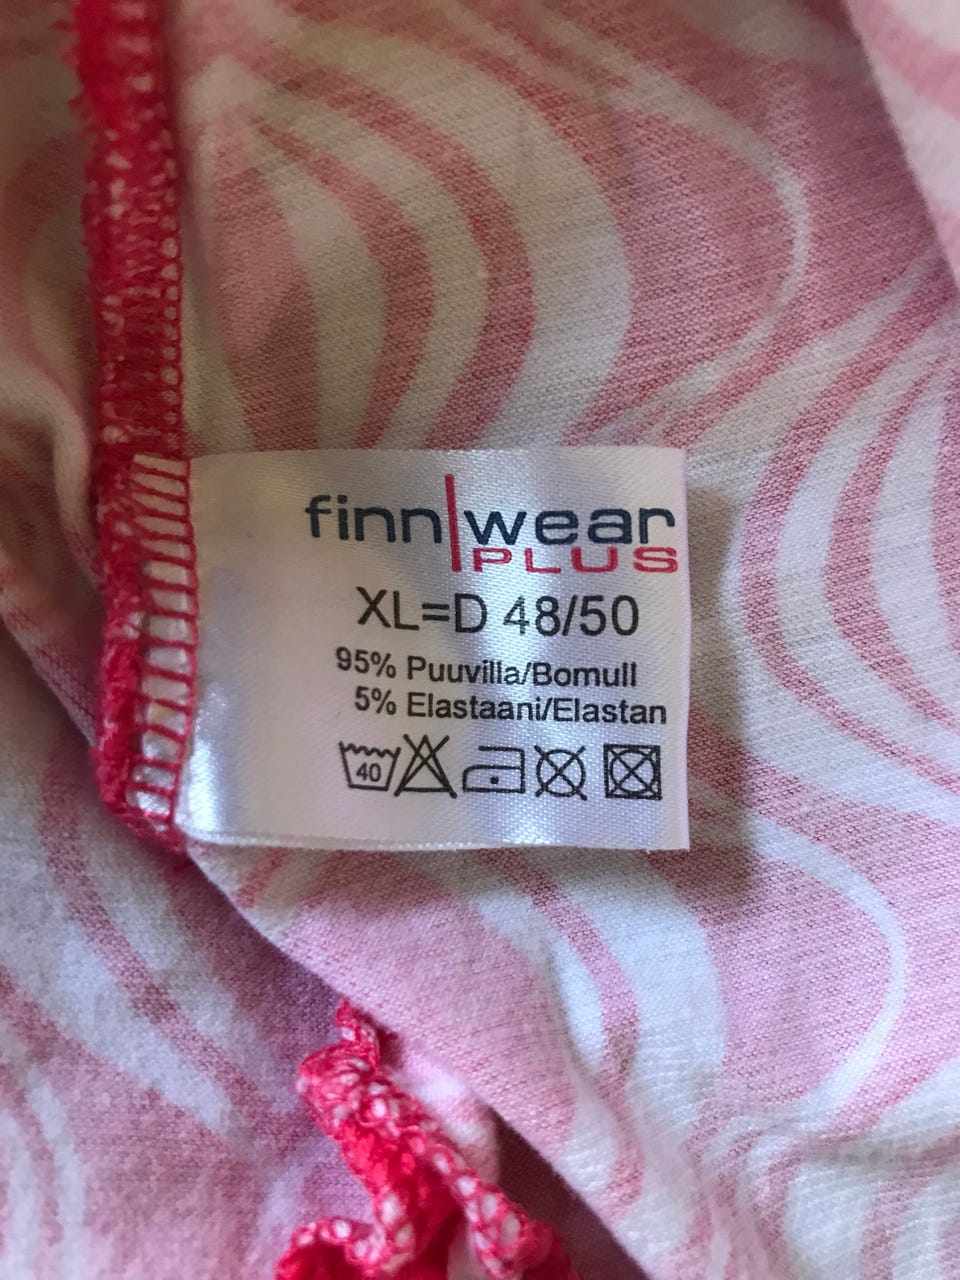 finn|wear
PLUS
XL=D 48/50
95% Puuvilla/Bomull
5% Elastaani/Elastan
40